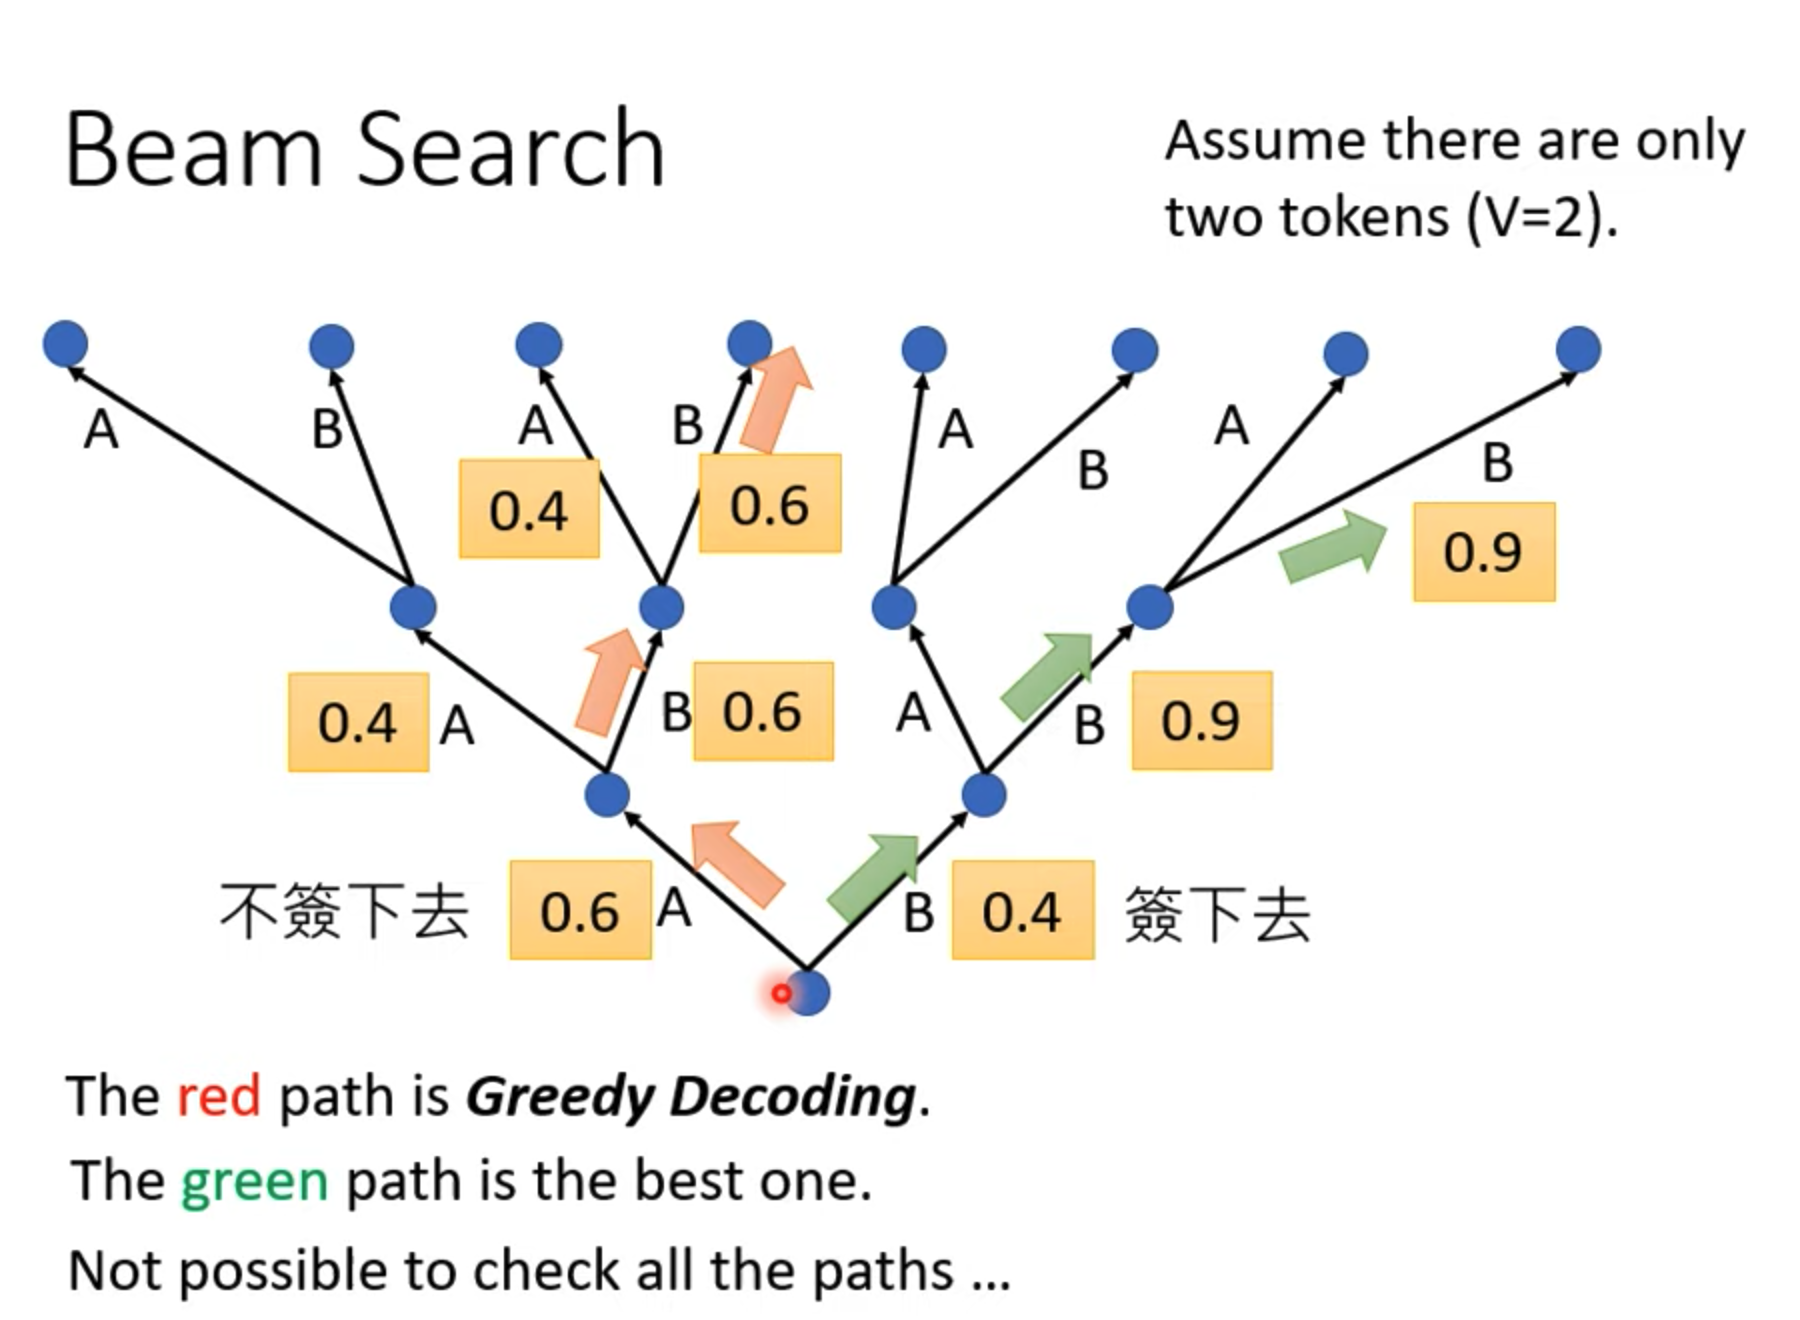 Beam Search
Assume there are only
two tokens (V=2).
A
B
A
B
A
B
A
B
0.4
0.6
0.9
0.4
A
B
0.6
A
B
0.9
不簽下去
0.6
A
B
0.4
簽下去
The red path is Greedy Decoding.
The green path is the best one.
Not possible to check all the paths ...